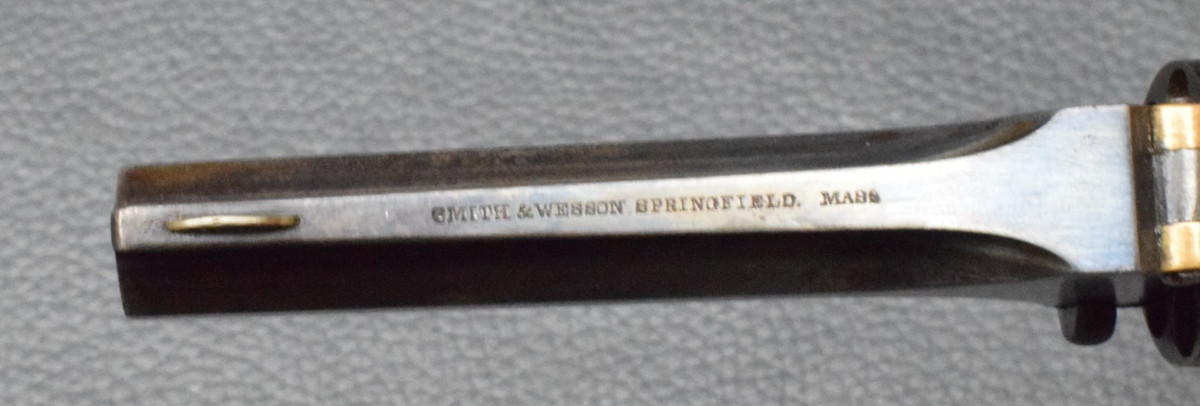 SMITH & WESSON SPRINGFIELD. MASS